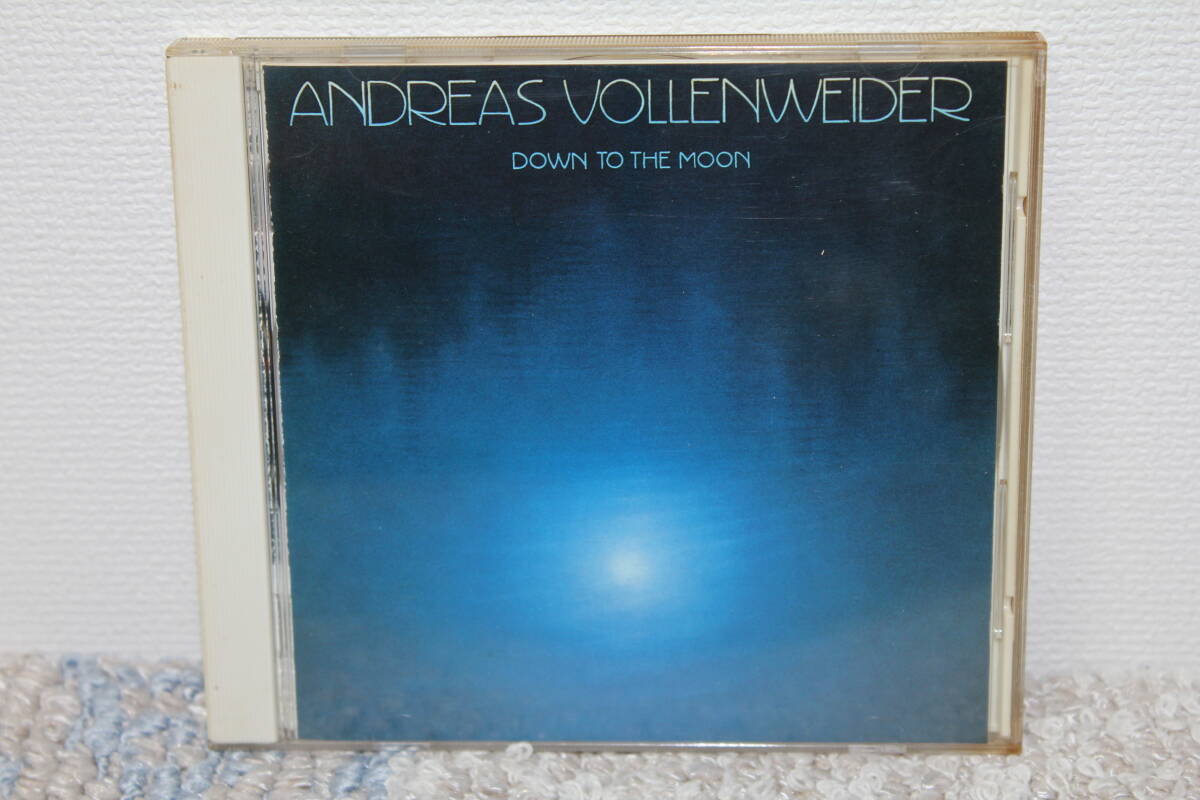 ANDREAS VOLLENWEIDER
DOWN TO THE MOON